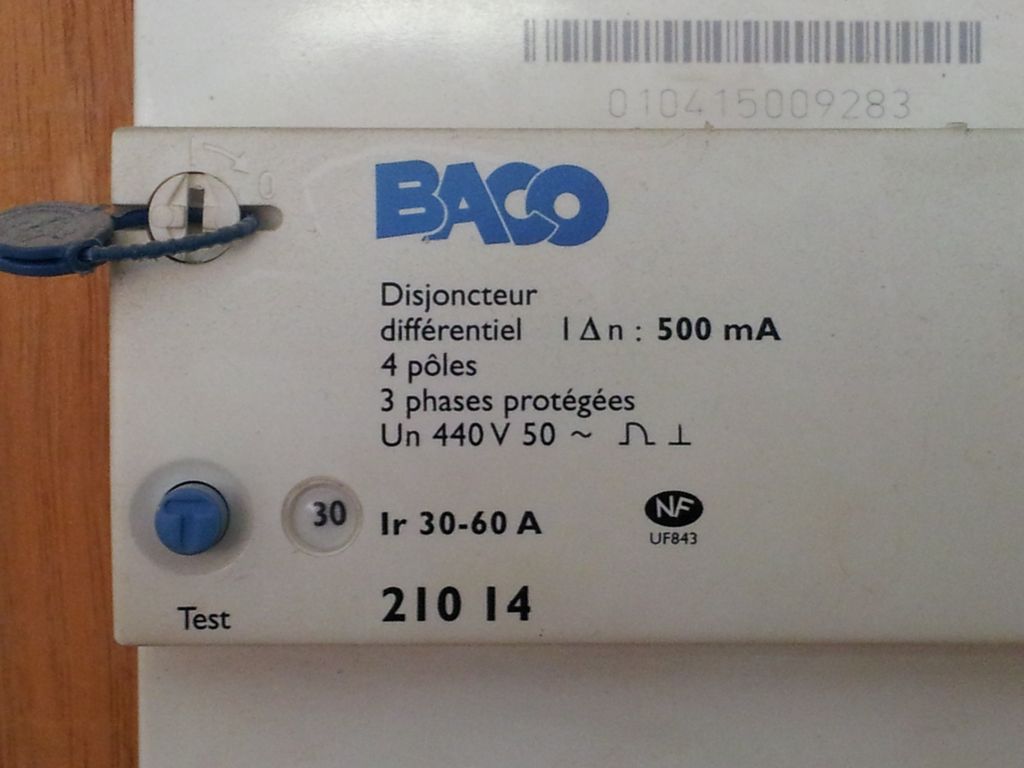 010415009283
0
BACO
Disjoncteur
différentiel I Δ n : 500 mA
4 pôles
3 phases protégées
Un 440 V 50 ~ ⊥
30 Ir 30-60 A
NF
UF843
T
Test
210 14